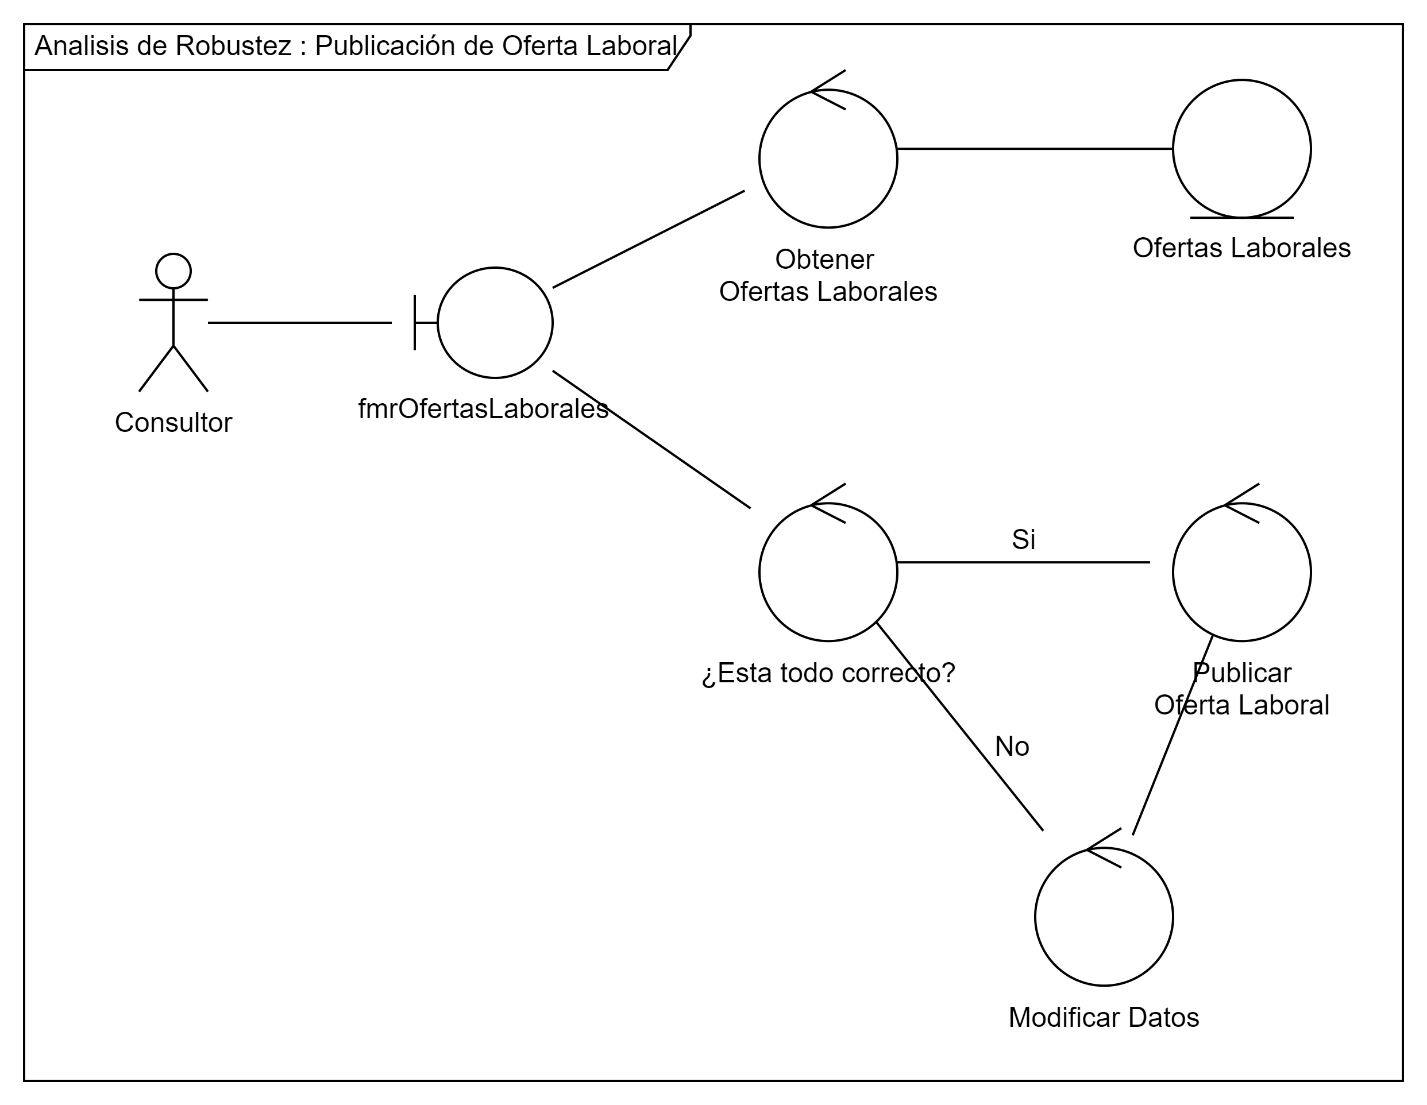 Analisis de Robustez : Publicación de Oferta Laboral
Obtener
Ofertas Laborales
Ofertas Laborales
Consultor
fmrOfertasLaborales
Si
¿Esta todo correcto?
Publicar
Oferta Laboral
No
Modificar Datos